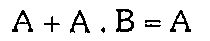 A + A . B = A